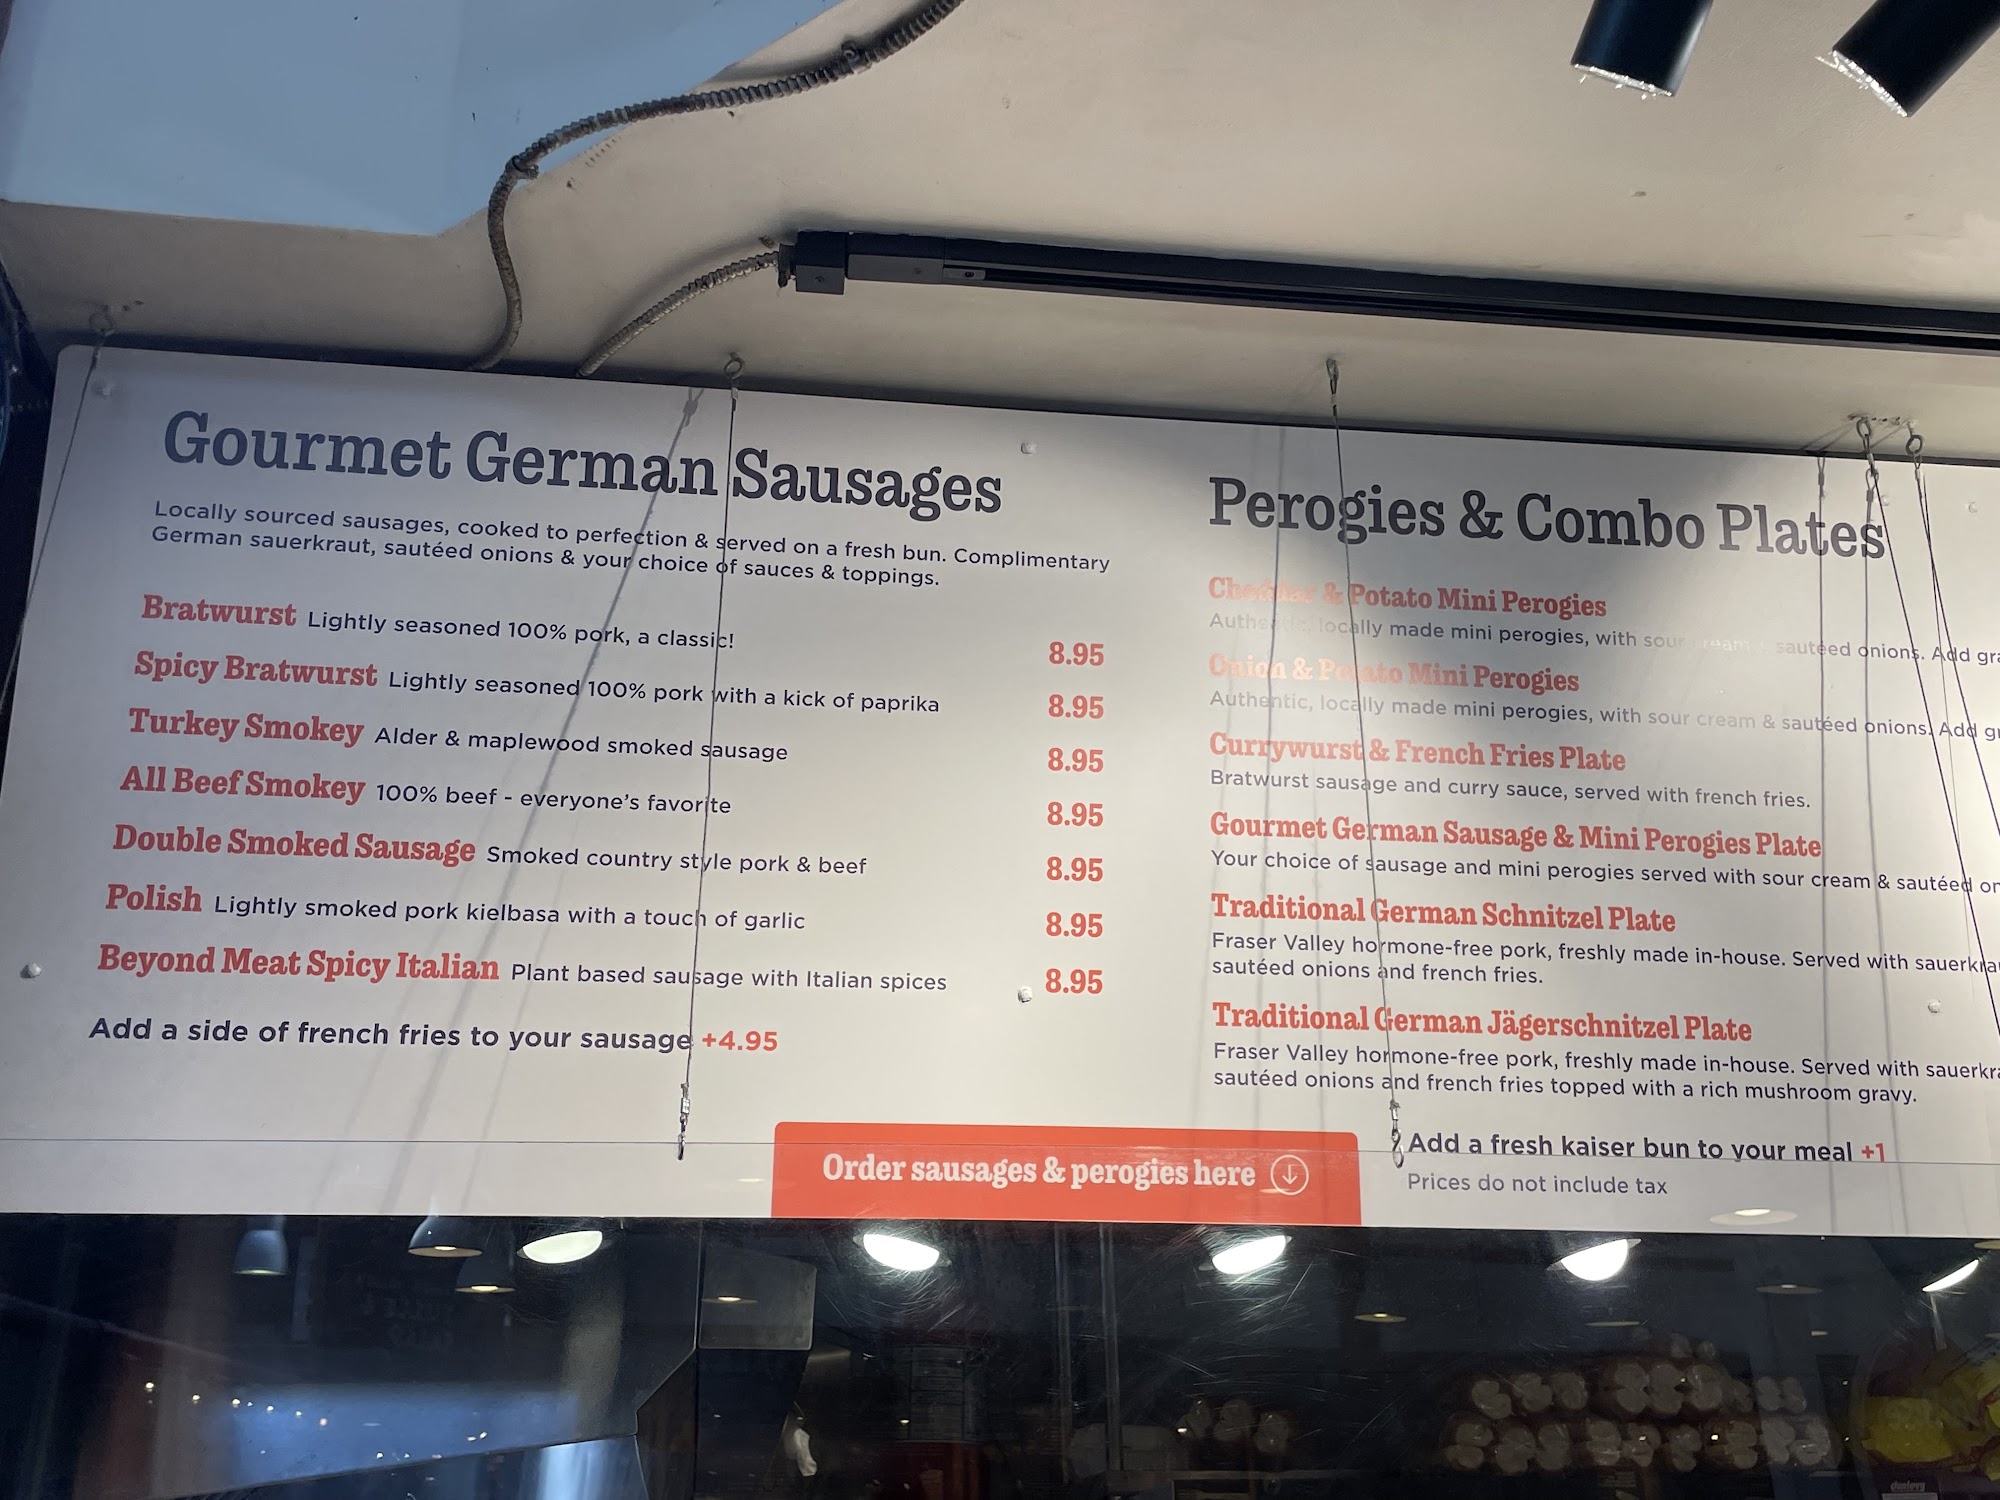 Gourmet German Sausages
Locally sourced sausages, cooked to perfection & served on a fresh bun. Complimentary
German sauerkraut, sautéed onions & your choice of sauces & toppings.
Bratwurst Lightly seasoned 100% pork, a classic! 8.95
Spicy Bratwurst Lightly seasoned 100% pork with a kick of paprika 8.95
Turkey Smokey Alder & maplewood smoked sausage 8.95
All Beef Smokey 100% beef - everyone's favorite 8.95
Double Smoked Sausage Smoked country style pork & beef 8.95
Polish Lightly smoked pork kielbasa with a touch of garlic 8.95
Beyond Meat Spicy Italian Plant based sausage with Italian spices 8.95
Add a side of french fries to your sausage +4.95
Order sausages & perogies here
Perogies & Combo Plates
Cheddar & Potato Mini Perogies
Authentic, locally made mini perogies, with sour cream & sautéed onions. Add
Onion & Potato Mini Perogies
Authentic, locally made mini perogies, with sour cream & sautéed onions. Add
Currywurst & French Fries Plate
Bratwurst sausage and curry sauce, served with french fries.
Gourmet German Sausage & Mini Perogies Plate
Your choice of sausage and mini perogies served with sour cream & sautéed
Traditional German Schnitzel Plate
Fraser Valley hormone-free pork, freshly made in-house. Served with
sautéed onions and french fries.
Traditional German Jägerschnitzel Plate
Fraser Valley hormone-free pork, freshly made in-house. Served with
sautéed onions and french fries topped with a rich mushroom gravy.
Add a fresh kaiser bun to your meal +1
Prices do not include tax